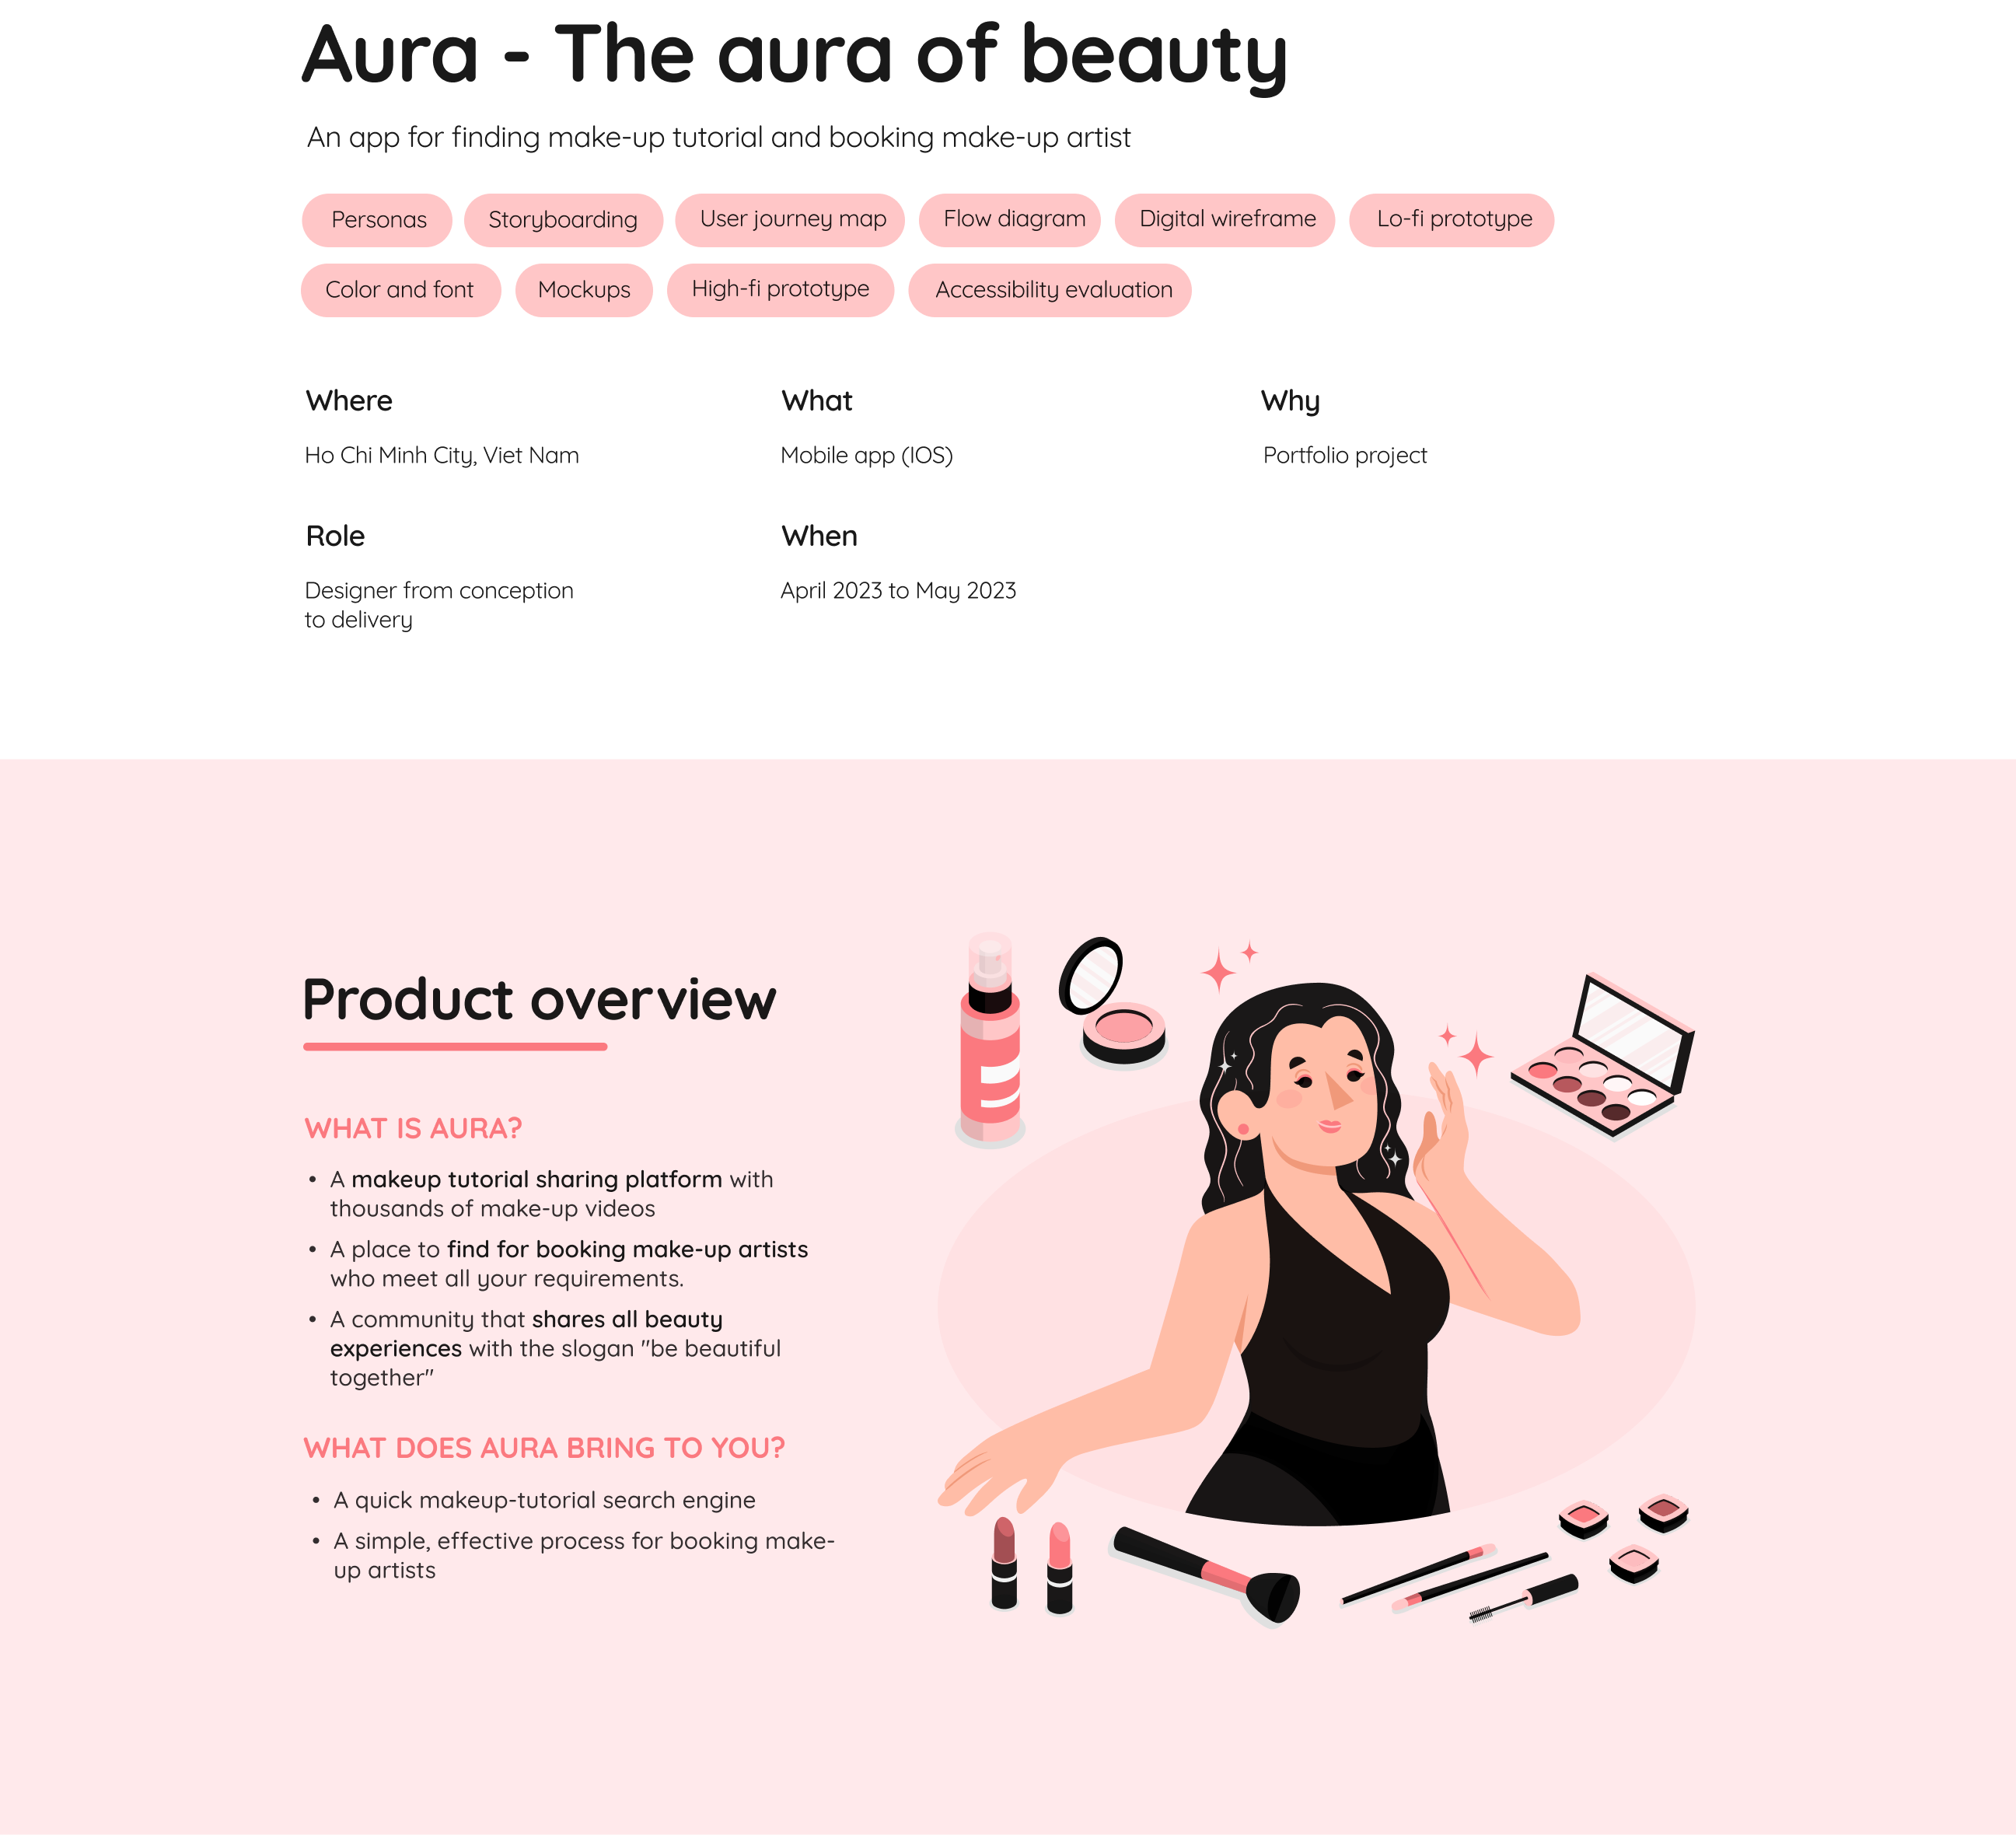 Aura - The aura of beauty
An app for finding make-up tutorial and booking make-up artist
Personas
Storyboarding
User journey map
Flow diagram
Digital wireframe
Lo-fi prototype
Color and font
Mockups
High-fi prototype
Accessibility evaluation
Where
Ho Chi Minh City, Viet Nam
What
Mobile app (IOS)
Why
Portfolio project
Role
Designer from conception
to delivery
When
April 2023 to May 2023
Product overview
WHAT IS AURA?
• A makeup tutorial sharing platform with
thousands of make-up videos
• A place to find for booking make-up artists
who meet all your requirements.
• A community that shares all beauty
experiences with the slogan "be beautiful
together"
WHAT DOES AURA BRING TO YOU?
• A quick makeup-tutorial search engine
• A simple, effective process for booking make-
up artists